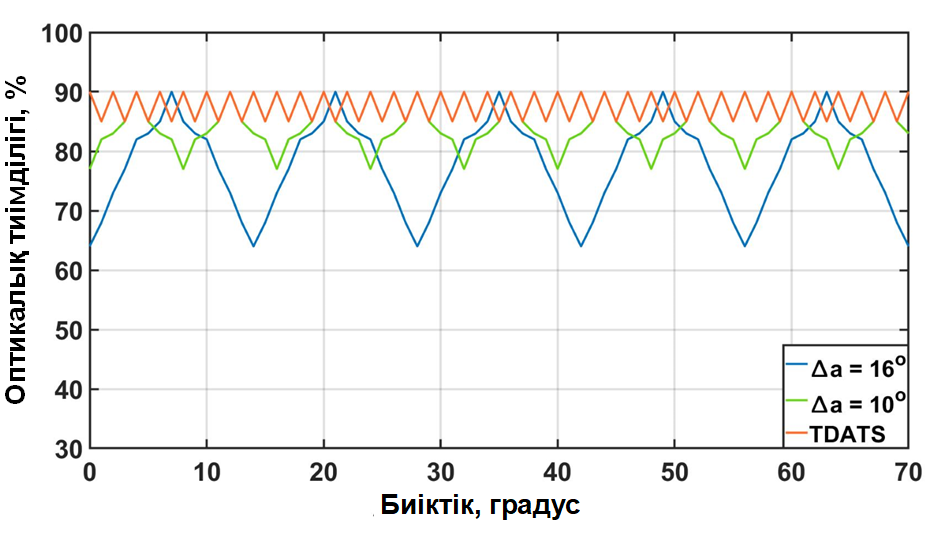 100
90
80
70
60
50
40
30
0 10 20 30 40 50 60 70
Оптикалық тиімділігі, %
Биіктік, градус
Δa = 16°
Δa = 10°
TDATS